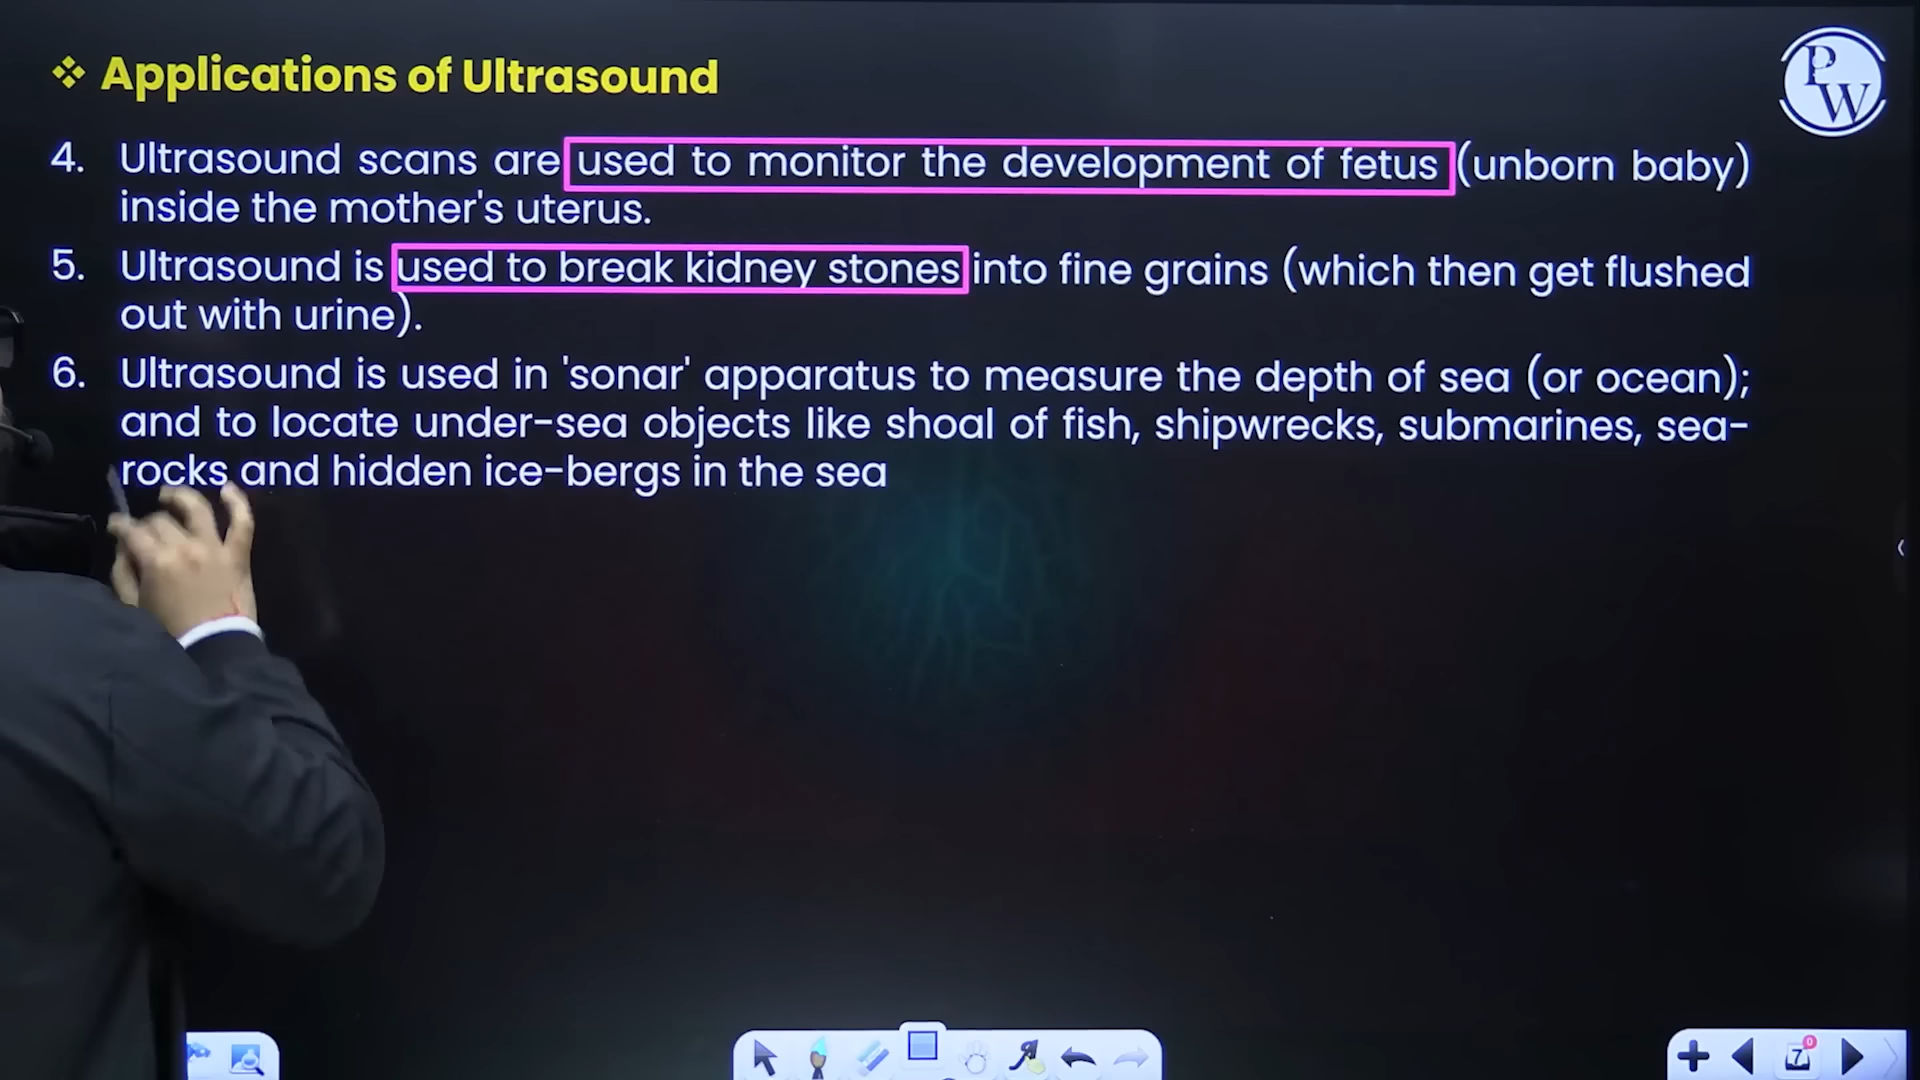 ❖ Applications of Ultrasound
PW
4. Ultrasound scans are used to monitor the development of fetus (unborn baby)
inside the mother's uterus.
5. Ultrasound is used to break kidney stones into fine grains (which then get flushed
out with urine).
6. Ultrasound is used in 'sonar' apparatus to measure the depth of sea (or ocean);
and to locate under-sea objects like shoal of fish, shipwrecks, submarines, sea-
rocks and hidden ice-bergs in the sea
7
0